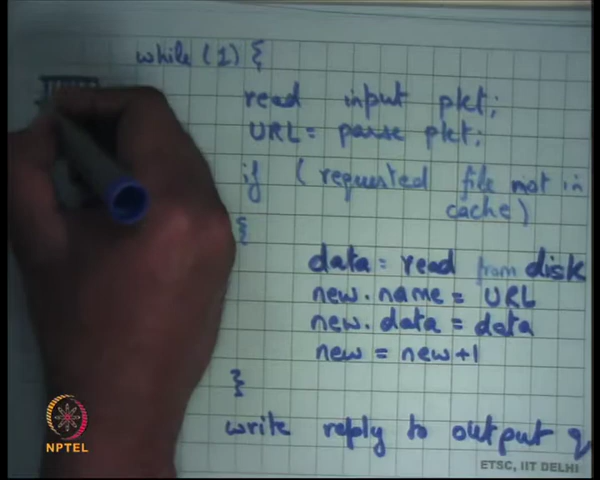 while (1) {
read input pkt;
URL = parse pkt;
if (requested file not in
cache)
{
data = read from disk
new.name = URL
new.data = data
new = new+1
}
write reply to output q
NPTEL
ETSC, IIT DELHI